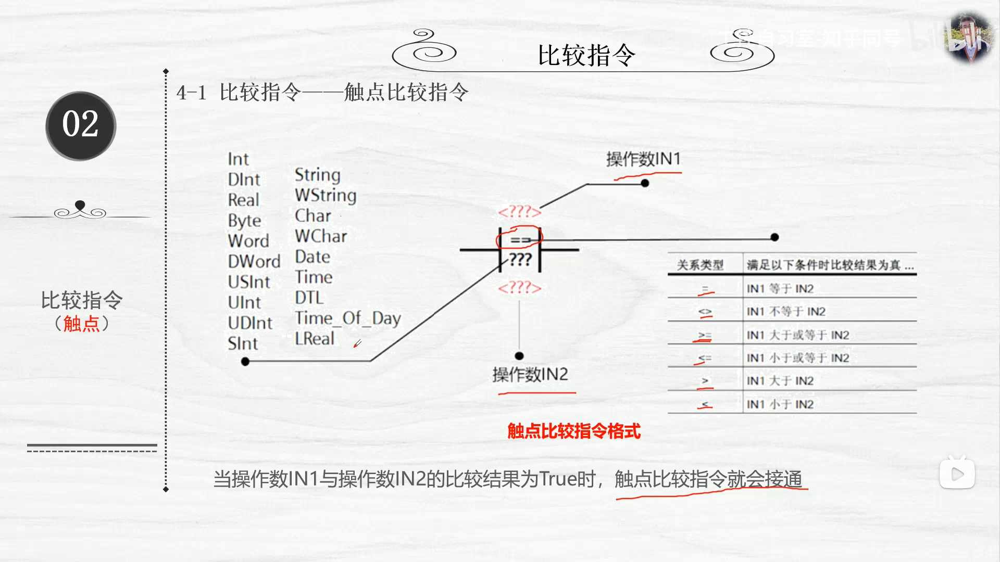 比较指令
自习室 知乎同号
bilibili
4-1 比较指令——触点比较指令
02
比较指令
（触点）
Int
DInt
Real
Byte
Word
DWord
USInt
UInt
UDInt
SInt
String
WString
Char
WChar
Date
Time
DTL
Time_Of_Day
LReal
操作数IN1
<???>
==
???
<???>
操作数IN2
关系类型 满足以下条件时比较结果为真 ...
= IN1 等于 IN2
<> IN1 不等于 IN2
>= IN1 大于或等于 IN2
<= IN1 小于或等于 IN2
> IN1 大于 IN2
< IN1 小于 IN2
触点比较指令格式
当操作数IN1与操作数IN2的比较结果为True时，触点比较指令就会接通